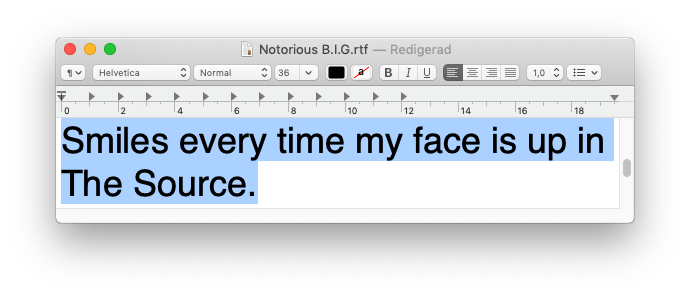 Notorious B.I.G.rtf — Redigerad
¶ Helvetica Normal 36 a B I U 1,0
0 2 4 6 8 10 12 14 16 18
Smiles every time my face is up in
The Source.